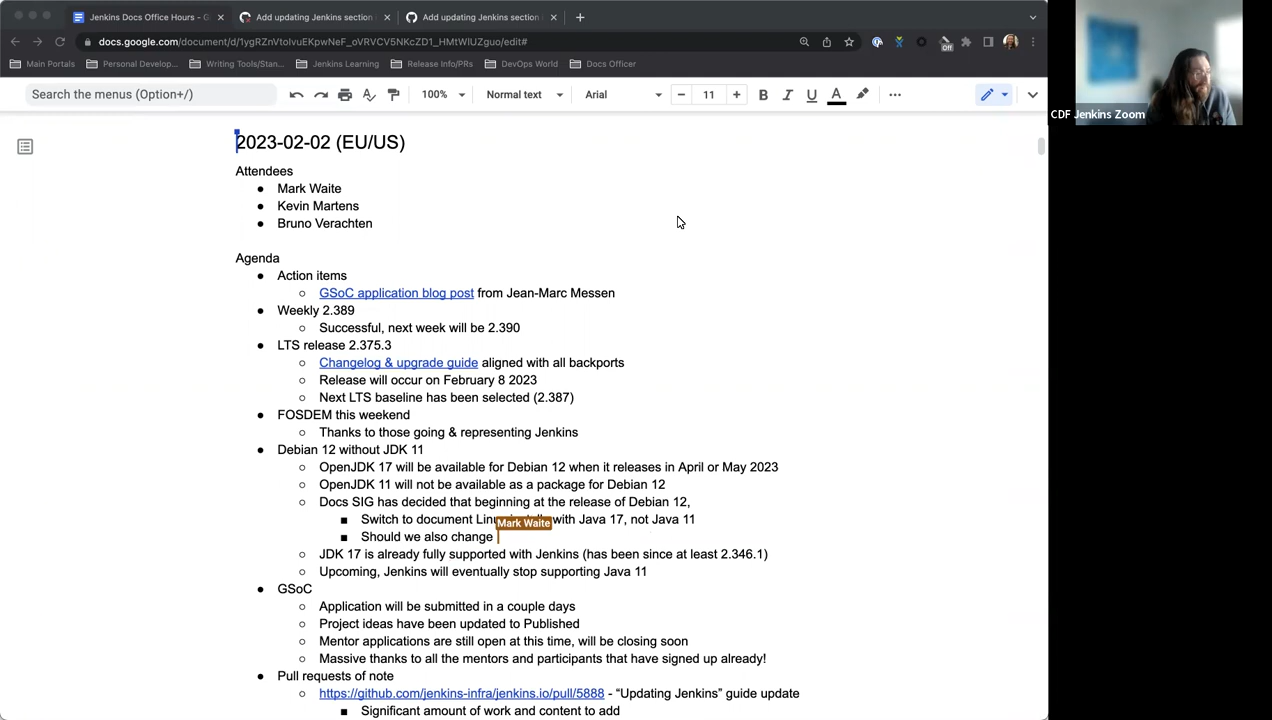 Jenkins Docs Office Hours - G
Add updating Jenkins section
Add updating Jenkins section
docs.google.com/document/d/1ygRZnVtoIvuEKpwNeF_oVRVCV5NKcZD1_HMtWlUZguo/edit#
Main Portals
Personal Develop...
Writing Tools/Stan...
Jenkins Learning
Release Info/PRs
DevOps World
Docs Officer
Off
Search the menus (Option+/)
100%
Normal text
Arial
− 11 +
B I U A
CDF Jenkins Zoom
2023-02-02 (EU/US)
Attendees
● Mark Waite
● Kevin Martens
● Bruno Verachten
Agenda
● Action items
○ GSoC application blog post from Jean-Marc Messen
● Weekly 2.389
○ Successful, next week will be 2.390
● LTS release 2.375.3
○ Changelog & upgrade guide aligned with all backports
○ Release will occur on February 8 2023
○ Next LTS baseline has been selected (2.387)
● FOSDEM this weekend
○ Thanks to those going & representing Jenkins
● Debian 12 without JDK 11
○ OpenJDK 17 will be available for Debian 12 when it releases in April or May 2023
○ OpenJDK 11 will not be available as a package for Debian 12
○ Docs SIG has decided that beginning at the release of Debian 12,
■ Switch to document with Java 17, not Java 11
Mark Waite
■ Should we also change
○ JDK 17 is already fully supported with Jenkins (has been since at least 2.346.1)
○ Upcoming, Jenkins will eventually stop supporting Java 11
● GSoC
○ Application will be submitted in a couple days
○ Project ideas have been updated to Published
○ Mentor applications are still open at this time, will be closing soon
○ Massive thanks to all the mentors and participants that have signed up already!
● Pull requests of note
○ https://github.com/jenkins-infra/jenkins.io/pull/5888 - “Updating Jenkins” guide update
■ Significant amount of work and content to add